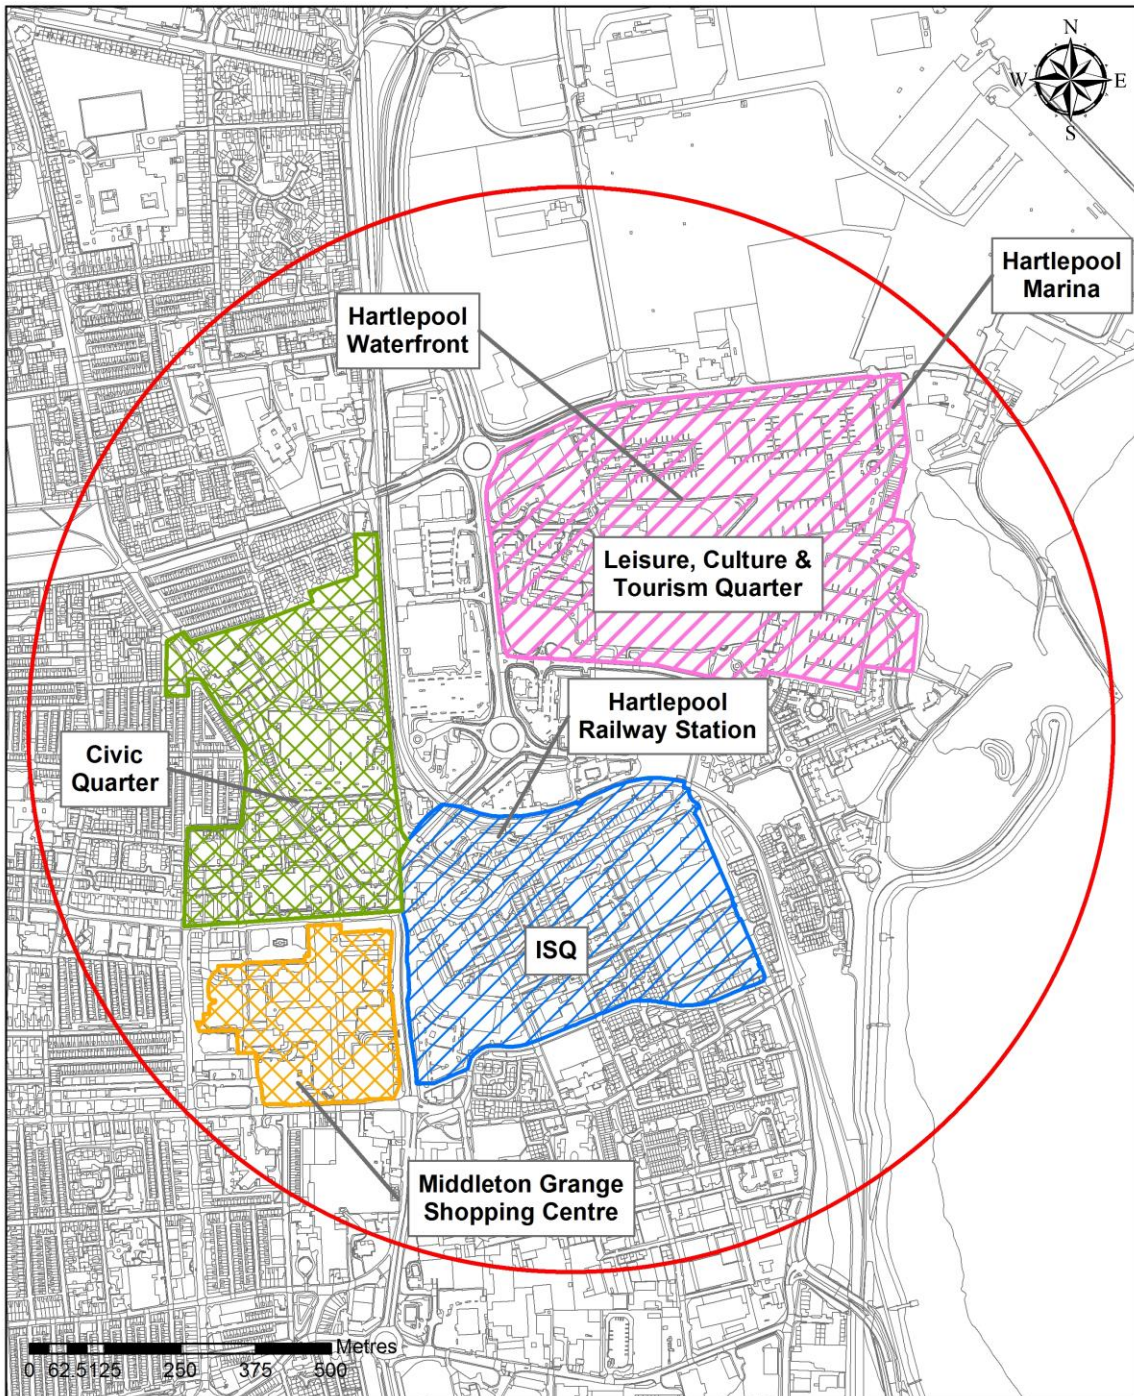 N
W E
S
Hartlepool
Marina
Hartlepool
Waterfront
Leisure, Culture &
Tourism Quarter
Hartlepool
Railway Station
Civic
Quarter
ISQ
Middleton Grange
Shopping Centre
Metres
0 62.5125 250 375 500